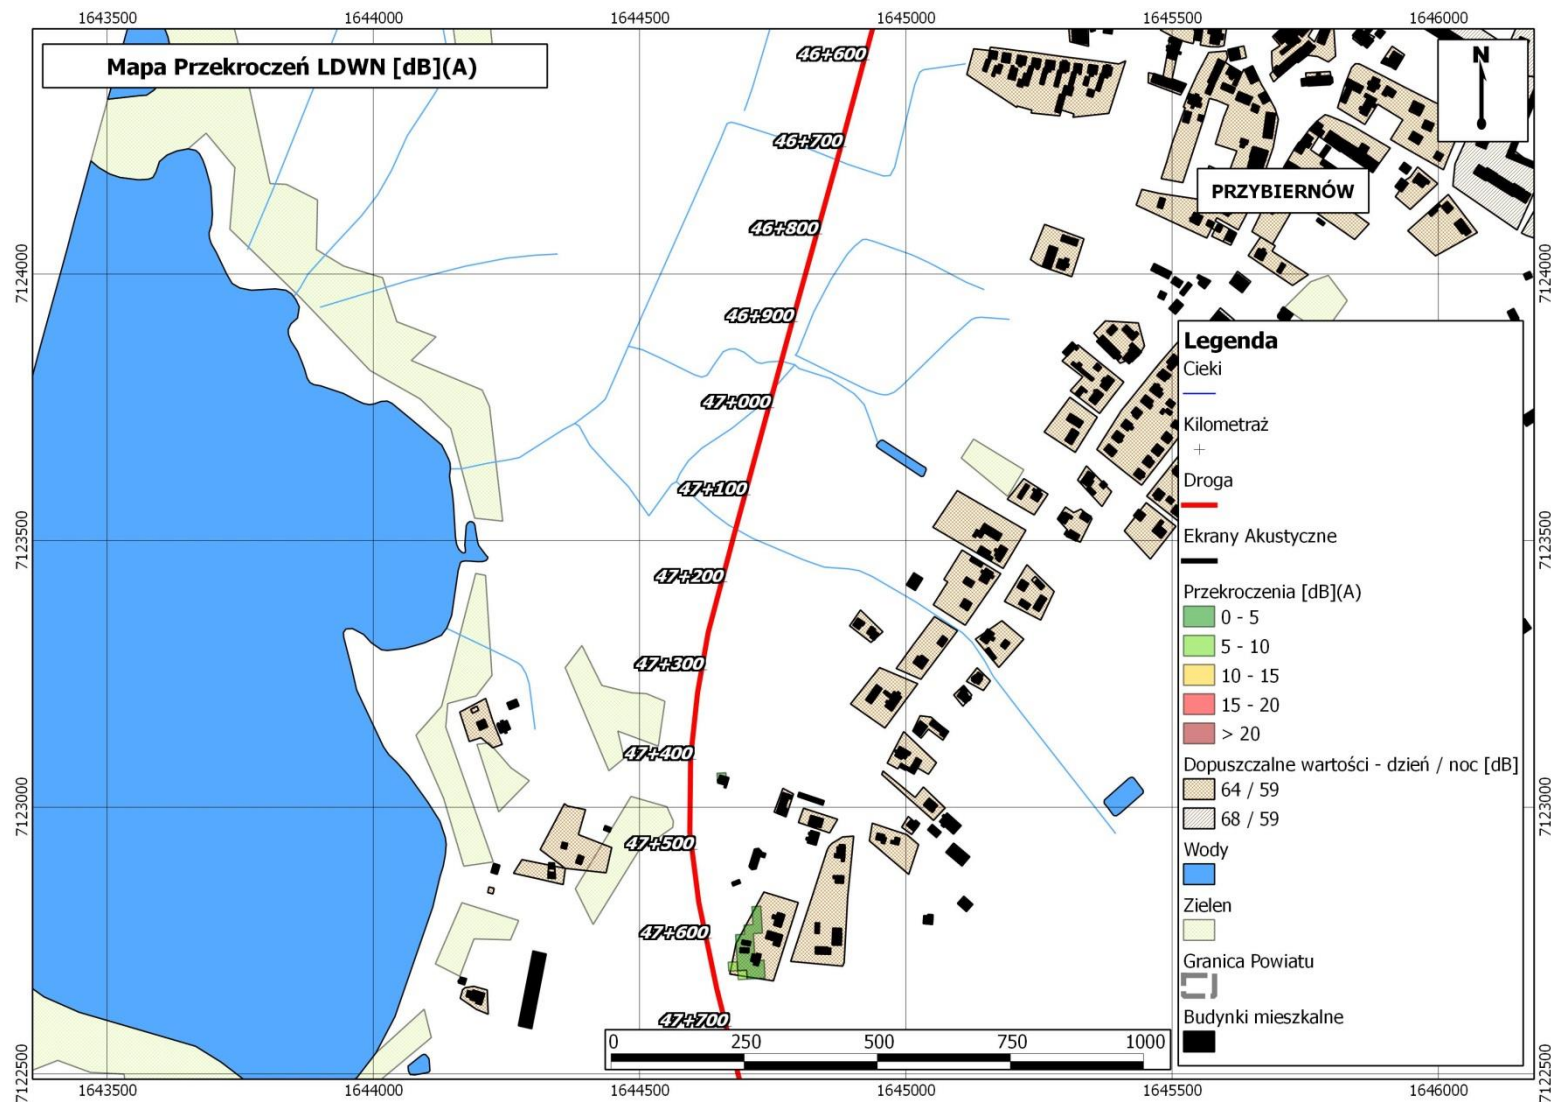 1643500 1644000 1644500 1645000 1645500 1646000
Mapa Przekroczeń LDWN [dB](A)
N
46+600
46+700
PRZYBIERNÓW
46+800
7124000
7124000
46+900
47+000
47+100
7123500
7123500
47+200
47+300
47+400
7123000
7123000
47+500
47+600
47+700
Legenda
Cieki
Kilometraż
Droga
Ekrany Akustyczne
Przekroczenia [dB](A)
0 - 5
5 - 10
10 - 15
15 - 20
> 20
Dopuszczalne wartości - dzień / noc [dB]
64 / 59
68 / 59
Wody
Zielen
Granica Powiatu
Budynki mieszkalne
0 250 500 750 1000
7122500
7122500
1643500 1644000 1644500 1645000 1645500 1646000